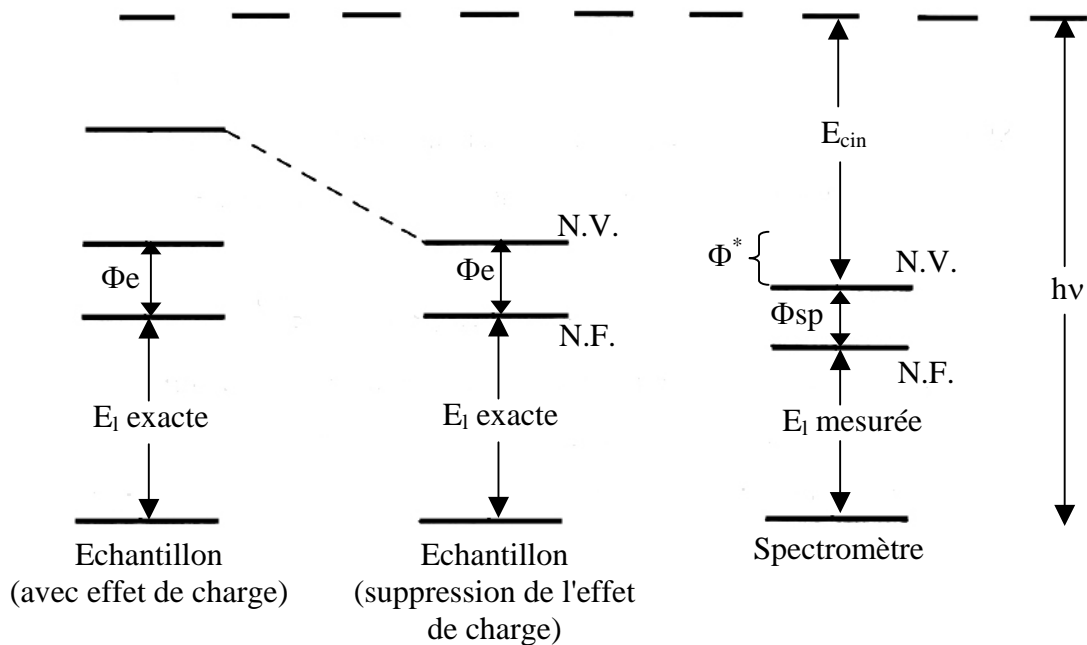 E_cin
Φ*
N.V.
N.V.
hν
Φe
Φe
Φsp
N.F.
N.F.
E_l exacte
E_l exacte
E_l mesurée
Echantillon
(avec effet de charge)
Echantillon
(suppression de l'effet
de charge)
Spectromètre